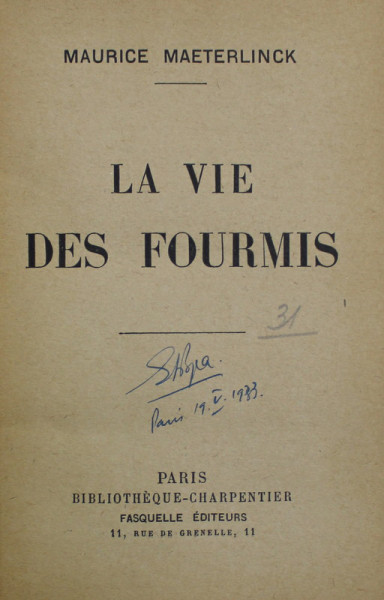 MAURICE MAETERLINCK
LA VIE
DES FOURMIS
31
Paris 19.V.1933.
PARIS
BIBLIOTHÈQUE-CHARPENTIER
FASQUELLE ÉDITEURS
11, RUE DE GRENELLE, 11